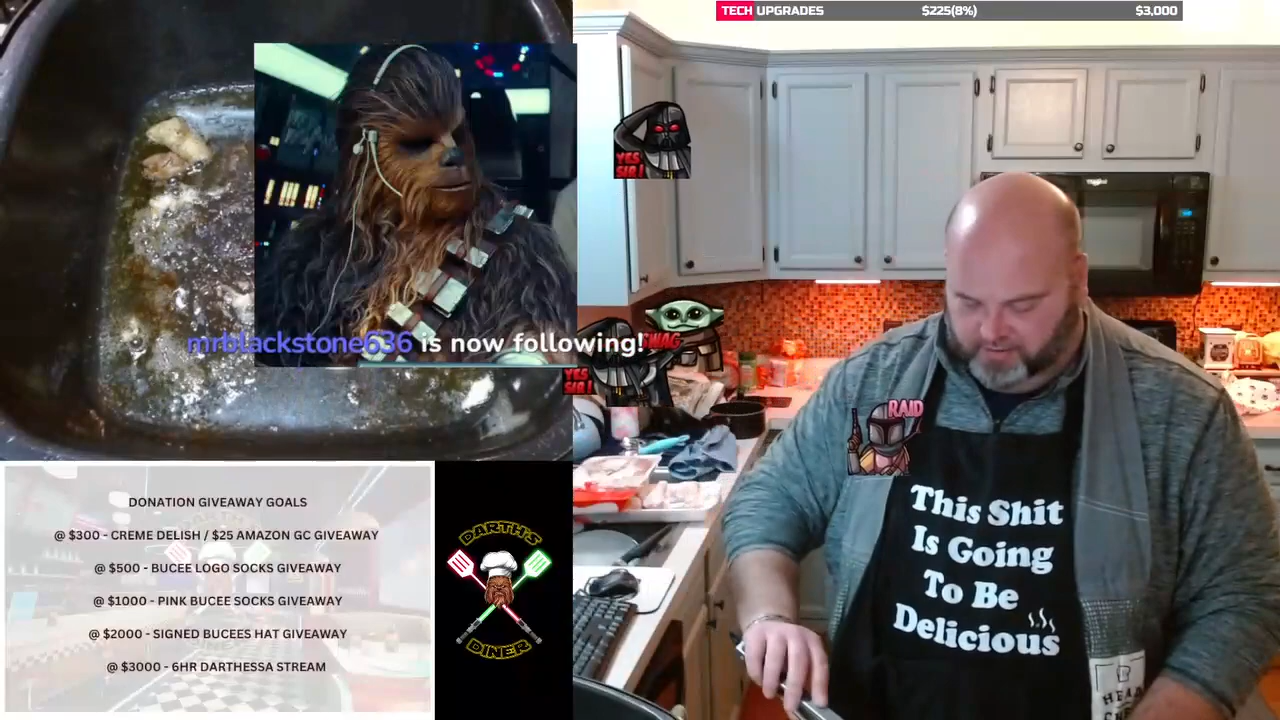 TECH UPGRADES $225(8%) $3,000
YES SIR!
mrblackstone636 is now following!
SWAG
YES SIR!
RAID
This Shit
Is Going
To Be
Delicious
DONATION GIVEAWAY GOALS
@ $300 - CREME DELISH / $25 AMAZON GC GIVEAWAY
@ $500 - BUCEE LOGO SOCKS GIVEAWAY
@ $1000 - PINK BUCEE SOCKS GIVEAWAY
@ $2000 - SIGNED BUCEES HAT GIVEAWAY
@ $3000 - 6HR DARTHESSA STREAM
DARTH'S
DINER
HEAD